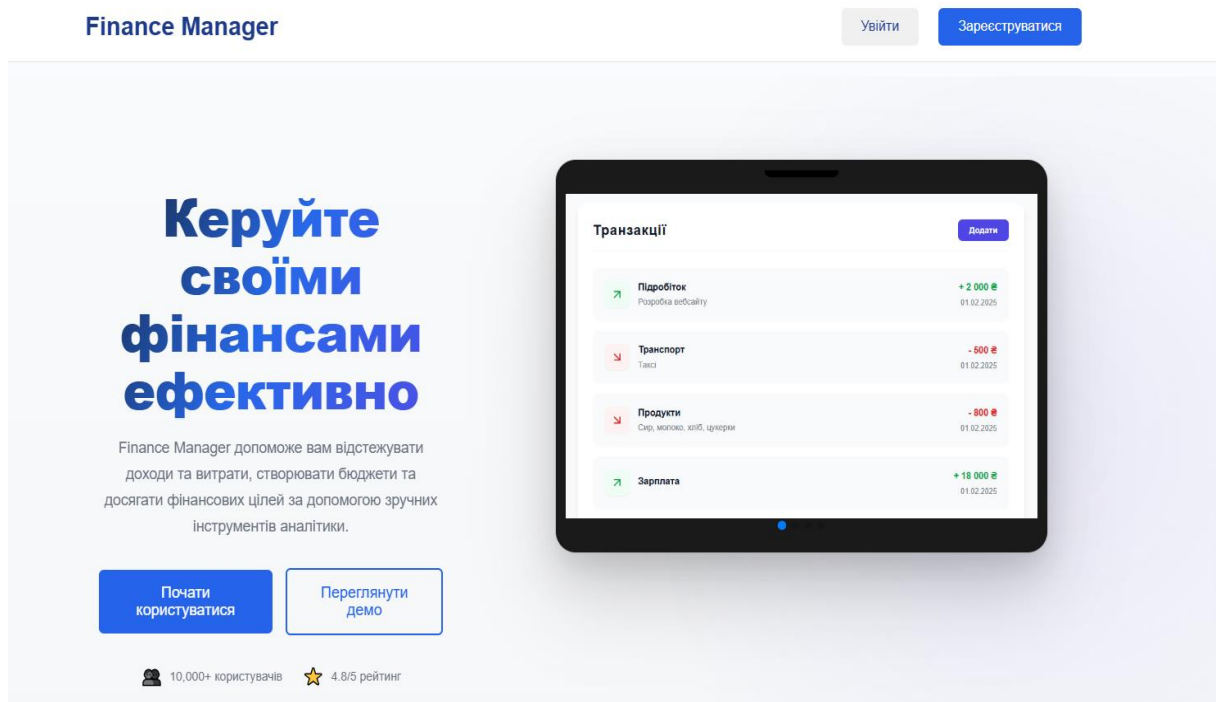 Finance Manager
Увійти
Зареєструватися
Керуйте
своїми
фінансами
ефективно
Finance Manager допоможе вам відстежувати
доходи та витрати, створювати бюджети та
досягати фінансових цілей за допомогою зручних
інструментів аналітики.
Почати
користуватися
Переглянути
демо
10,000+ користувачів
4.8/5 рейтинг
Транзакції
Додати
Підробіток
+ 2 000 ₴
Розробка вебсайту
01.02.2025
Транспорт
- 500 ₴
Таксі
01.02.2025
Продукти
- 800 ₴
Сир, молоко, хліб, цукерки
01.02.2025
Зарплата
+ 18 000 ₴
01.02.2025